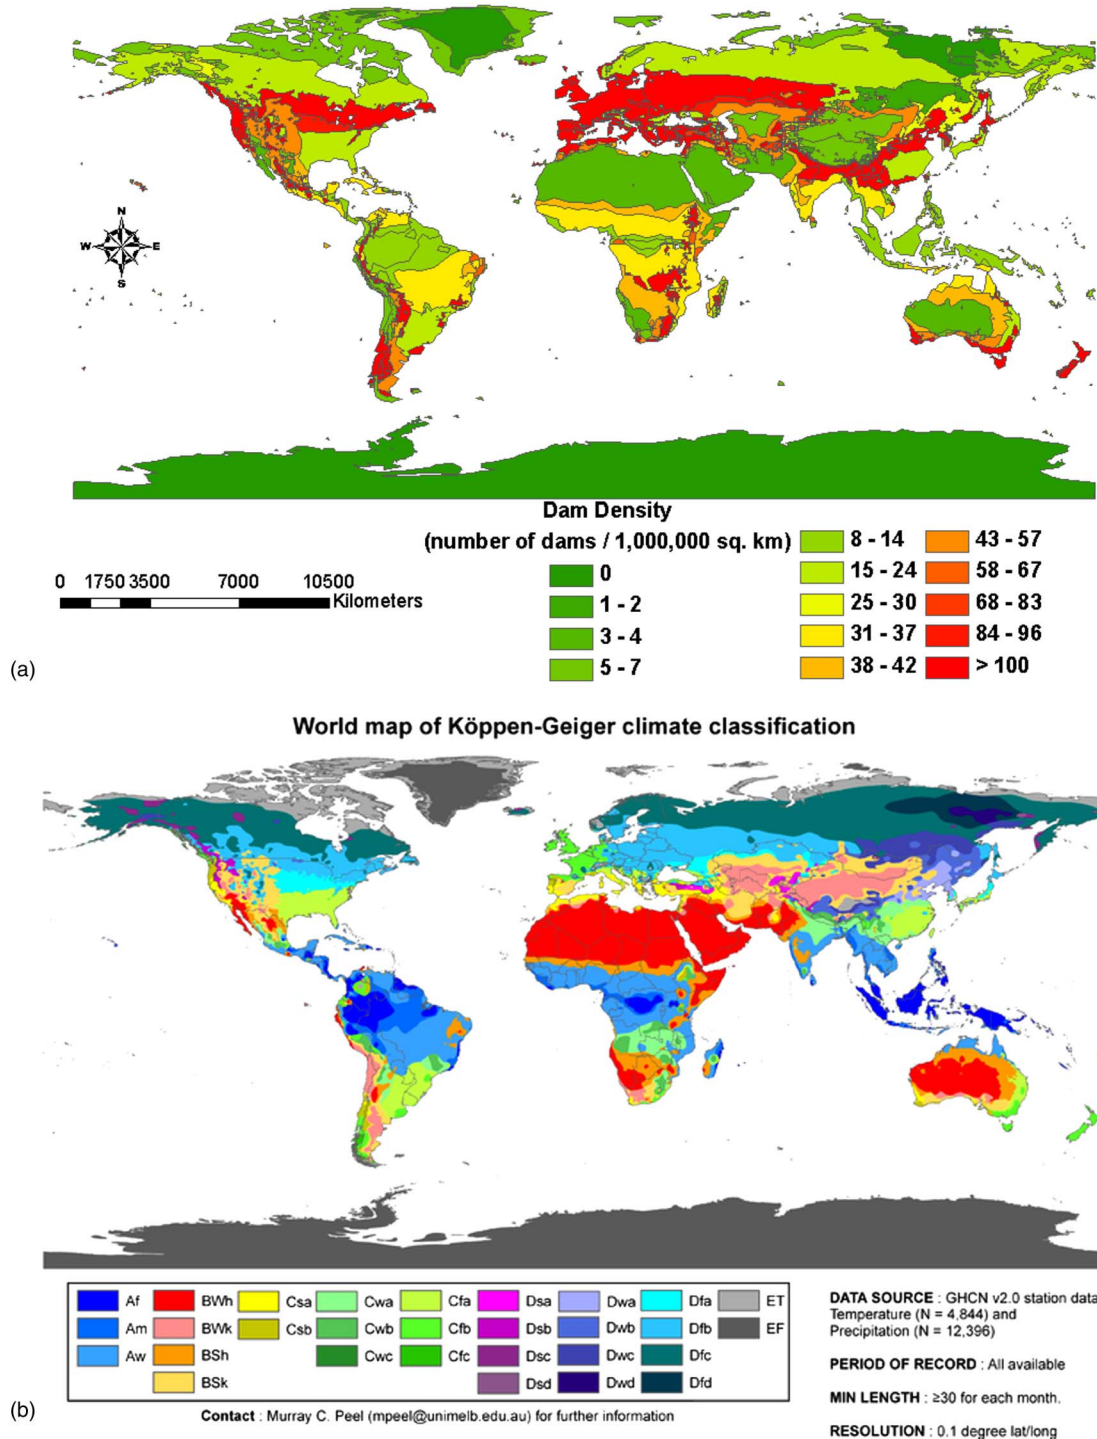 N
W E
S
Dam Density
(number of dams / 1,000,000 sq. km)
0
1 - 2
3 - 4
5 - 7
8 - 14
15 - 24
25 - 30
31 - 37
38 - 42
43 - 57
58 - 67
68 - 83
84 - 96
> 100
0 1750 3500 7000 10500
Kilometers
(a)
World map of Köppen-Geiger climate classification
Af
Am
Aw
BWh
BWk
BSh
BSk
Csa
Csb
Cwa
Cwb
Cwc
Cfa
Cfb
Cfc
Dsa
Dsb
Dsc
Dsd
Dwa
Dwb
Dwc
Dwd
Dfa
Dfb
Dfc
Dfd
ET
EF
(b)
Contact : Murray C. Peel (mpeel@unimelb.edu.au) for further information
DATA SOURCE : GHCN v2.0 station data
Temperature (N = 4,844) and
Precipitation (N = 12,396)
PERIOD OF RECORD : All available
MIN LENGTH : ≥30 for each month.
RESOLUTION : 0.1 degree lat/long